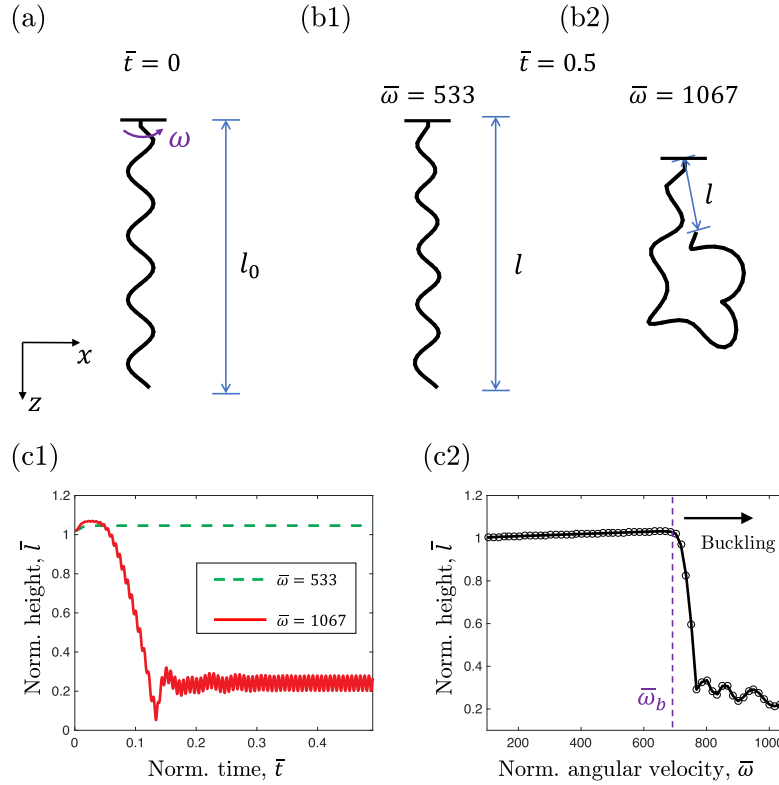 (a)
(b1)
(b2)
t̄ = 0
t̄ = 0.5
ω̄ = 533
ω̄ = 1067
ω
l₀
l
l
x
z
(c1)
(c2)
1.2
1
0.8
0.6
0.4
0.2
0
0
0.1
0.2
0.3
0.4
Norm. height, l̄
Norm. time, t̄
ω̄ = 533
ω̄ = 1067
1.2
1
0.8
0.6
0.4
0.2
200
400
600
800
1000
Norm. height, l̄
Norm. angular velocity, ω̄
Buckling
ω̄_b